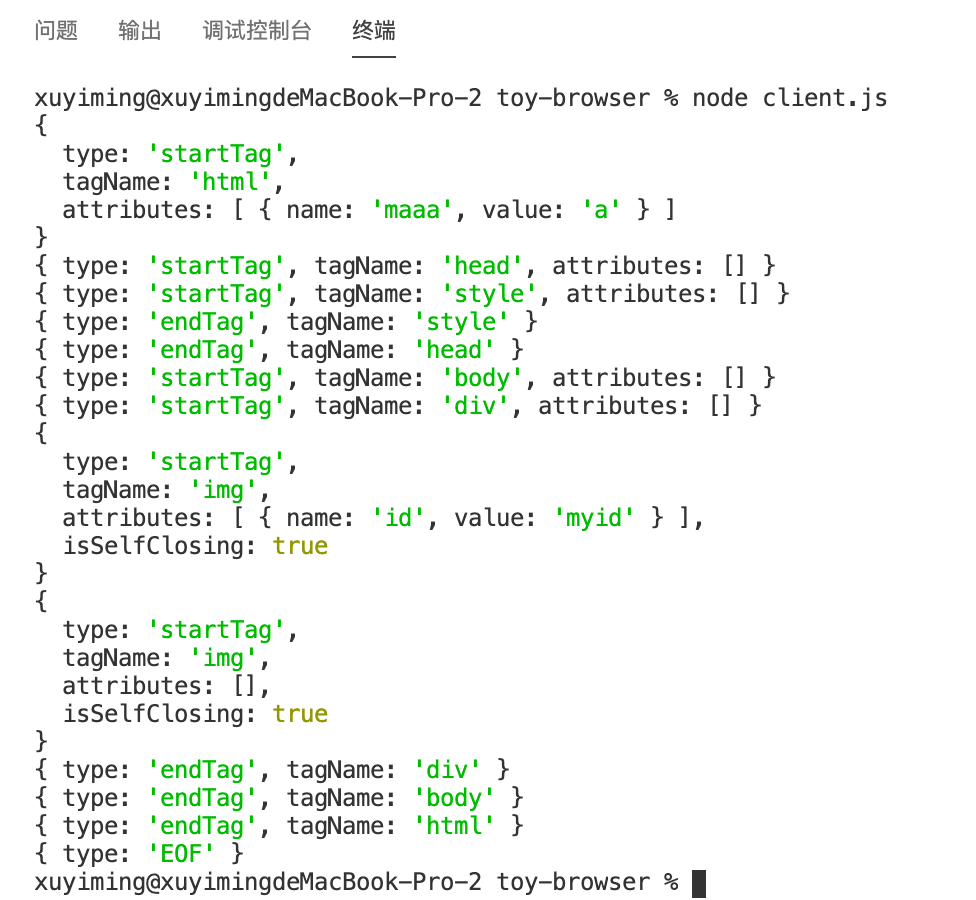 问题 输出 调试控制台 终端
xuyiming@xuyimingdeMacBook-Pro-2 toy-browser % node client.js
{
  type: 'startTag',
  tagName: 'html',
  attributes: [ { name: 'maaa', value: 'a' } ]
}
{ type: 'startTag', tagName: 'head', attributes: [] }
{ type: 'startTag', tagName: 'style', attributes: [] }
{ type: 'endTag', tagName: 'style' }
{ type: 'endTag', tagName: 'head' }
{ type: 'startTag', tagName: 'body', attributes: [] }
{ type: 'startTag', tagName: 'div', attributes: [] }
{
  type: 'startTag',
  tagName: 'img',
  attributes: [ { name: 'id', value: 'myid' } ],
  isSelfClosing: true
}
{
  type: 'startTag',
  tagName: 'img',
  attributes: [],
  isSelfClosing: true
}
{ type: 'endTag', tagName: 'div' }
{ type: 'endTag', tagName: 'body' }
{ type: 'endTag', tagName: 'html' }
{ type: 'EOF' }
xuyiming@xuyimingdeMacBook-Pro-2 toy-browser %